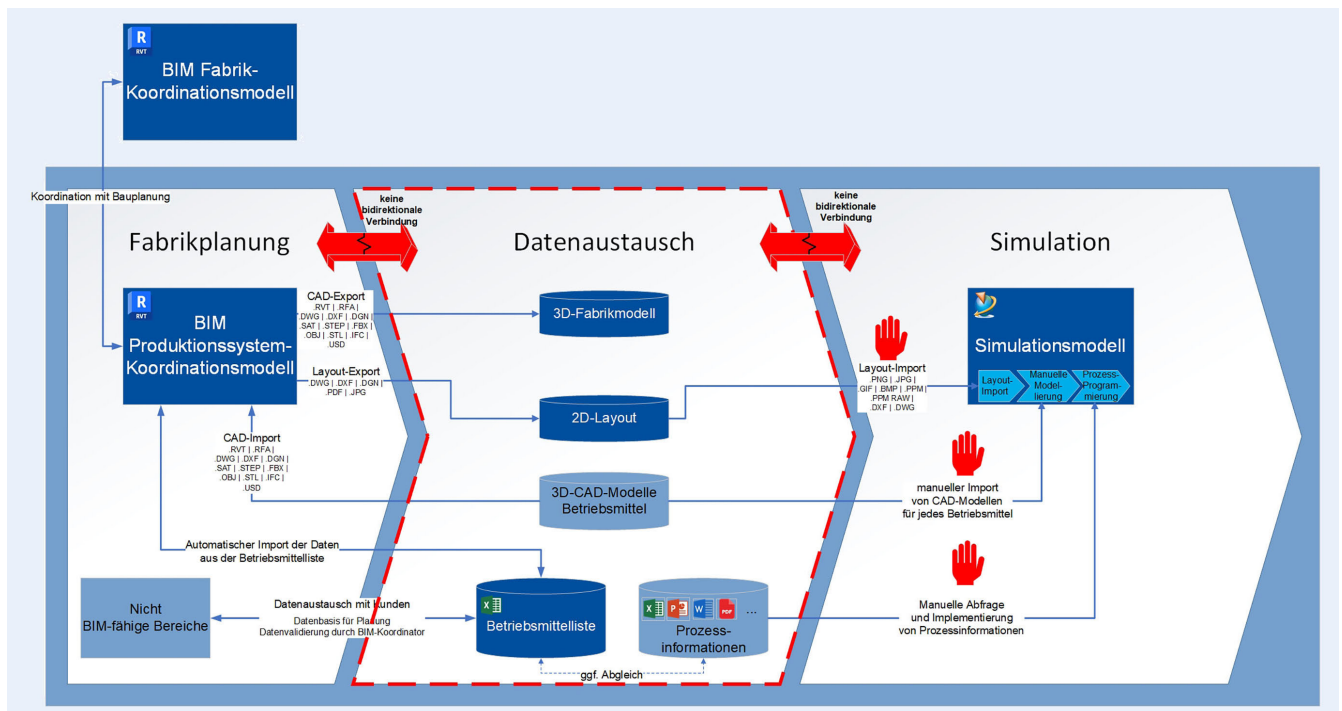 R
RVT
BIM Fabrik-
Koordinationsmodell
Koordination mit Bauplanung
keine
bidirektionale
Verbindung
keine
bidirektionale
Verbindung
Fabrikplanung
Datenaustausch
Simulation
R
RVT
BIM
Produktionssystem-
Koordinationsmodell
CAD-Export
.RVT | .RFA |
.DWG | .DXF | .DGN |
.SAT | .STEP | .FBX |
.OBJ | .STL | .IFC |
.USD
Layout-Export
.DWG | .DXF | .DGN |
.PDF | .JPG
3D-Fabrikmodell
2D-Layout
Layout-Import
.PNG | .JPG |
.GIF | .BMP | .PPM |
.PPM RAW |
.DXF | .DWG
Simulationsmodell
Layout-
Import
Manuelle
Model-
lierung
Prozess-
Program-
mierung
CAD-Import
.RVT | .RFA |
.DWG | .DXF | .DGN |
.SAT | .STEP | .FBX |
.OBJ | .STL | .IFC |
.USD
3D-CAD-Modelle
Betriebsmittel
manueller Import
von CAD-Modellen
für jedes Betriebsmittel
Automatischer Import der Daten
aus der Betriebsmittelliste
Nicht
BIM-fähige Bereiche
Datenaustausch mit Kunden
Datenbasis für Planung
Datenvalidierung durch BIM-Koordinator
X
Betriebsmittelliste
X
P
W
PDF
...
Prozess-
informationen
Manuelle Abfrage
und Implementierung
von Prozessinformationen
ggf. Abgleich